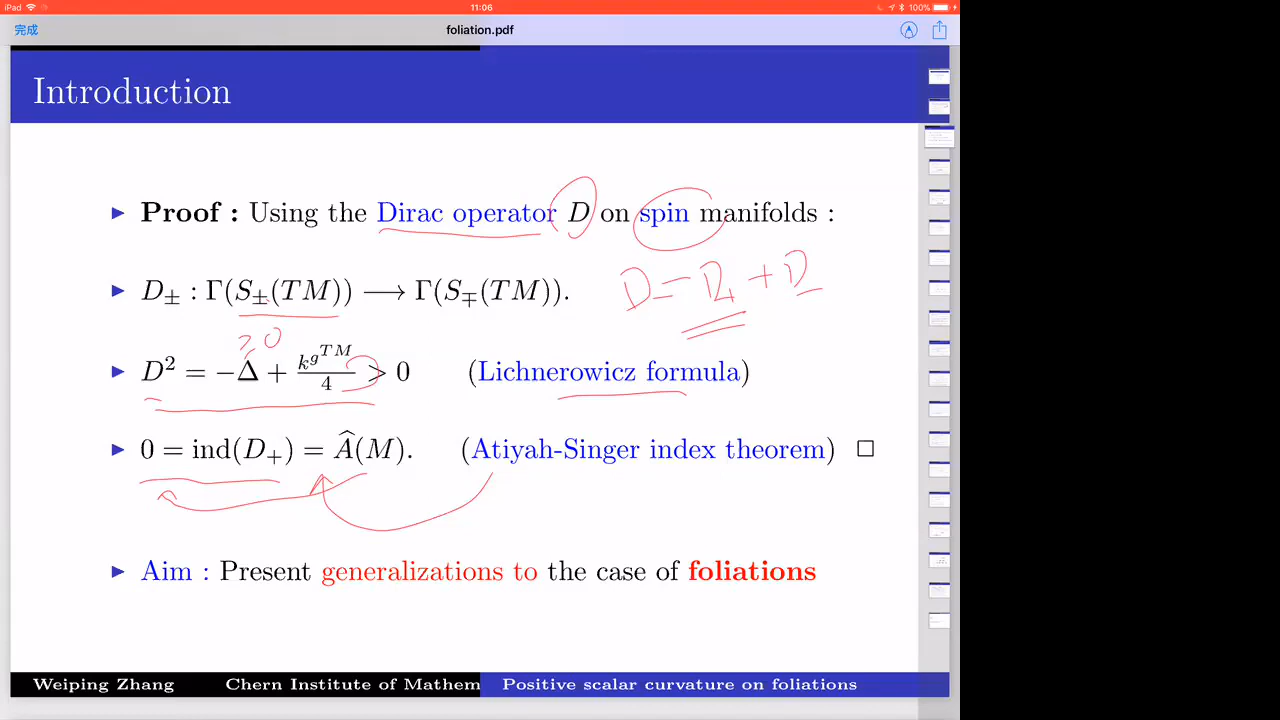 iPad 11:06 100%
完成 foliation.pdf
Introduction
▶ Proof : Using the Dirac operator D on spin manifolds :
▶ D± : Γ(S±(TM)) ⟶ Γ(S∓(TM)).
D = D₊ + D
≥0
▶ D² = −Δ + k^{g^{TM}}/4 > 0 (Lichnerowicz formula)
▶ 0 = ind(D₊) = Â(M). (Atiyah-Singer index theorem) □
▶ Aim : Present generalizations to the case of foliations
Weiping Zhang Chern Institute of Mathem Positive scalar curvature on foliations